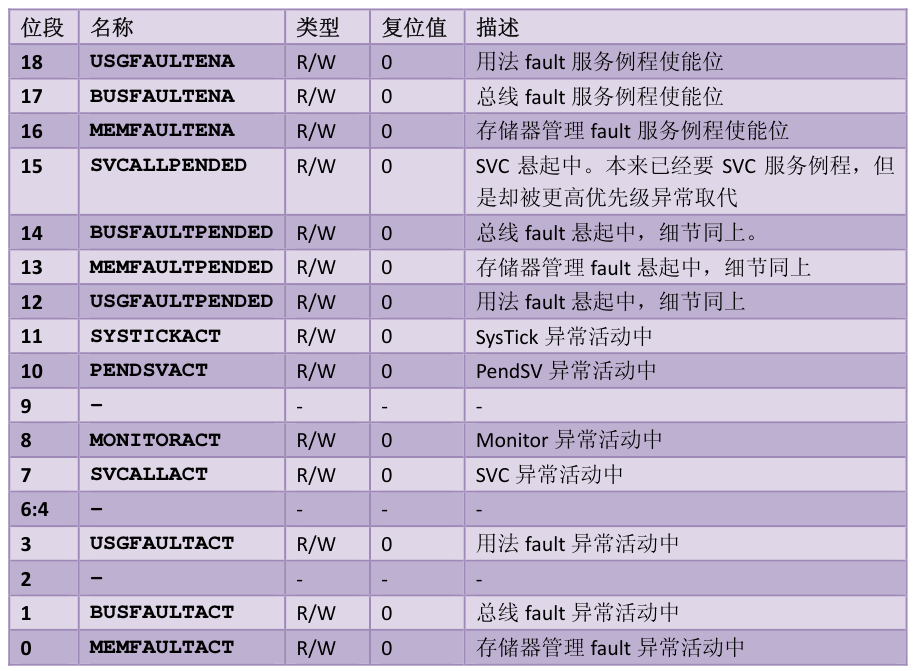 位段 名称 类型 复位值 描述
18 USGFAULTENA R/W 0 用法 fault 服务例程使能位
17 BUSFAULTENA R/W 0 总线 fault 服务例程使能位
16 MEMFAULTENA R/W 0 存储器管理 fault 服务例程使能位
15 SVCALLPENDED R/W 0 SVC 悬起中。本来已经要 SVC 服务例程，但
是却被更高优先级异常取代
14 BUSFAULTPENDED R/W 0 总线 fault 悬起中，细节同上。
13 MEMFAULTPENDED R/W 0 存储器管理 fault 悬起中，细节同上
12 USGFAULTPENDED R/W 0 用法 fault 悬起中，细节同上
11 SYSTICKACT R/W 0 SysTick 异常活动中
10 PENDSVACT R/W 0 PendSV 异常活动中
9 – - - -
8 MONITORACT R/W 0 Monitor 异常活动中
7 SVCALLACT R/W 0 SVC 异常活动中
6:4 – - - -
3 USGFAULTACT R/W 0 用法 fault 异常活动中
2 – - - -
1 BUSFAULTACT R/W 0 总线 fault 异常活动中
0 MEMFAULTACT R/W 0 存储器管理 fault 异常活动中